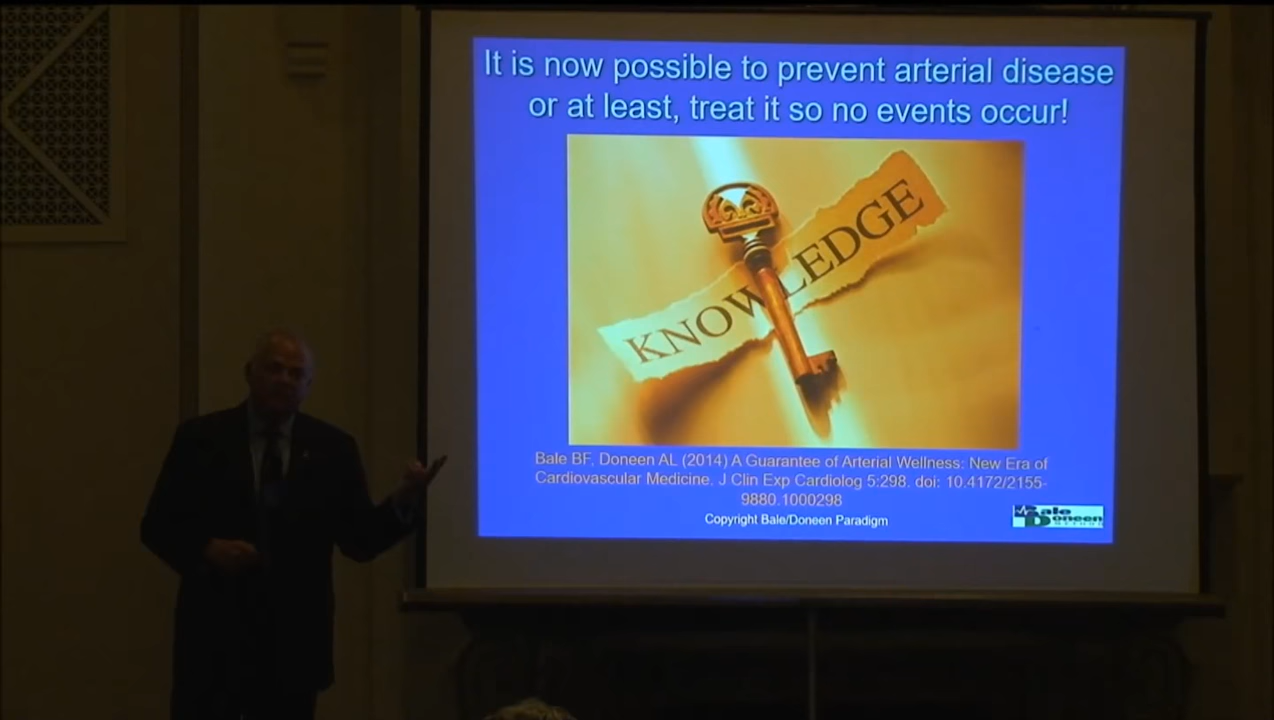 It is now possible to prevent arterial disease
or at least, treat it so no events occur!
KNOWLEDGE
Bale BF, Doneen AL (2014) A Guarantee of Arterial Wellness: New Era of
Cardiovascular Medicine. J Clin Exp Cardiolog 5:298. doi: 10.4172/2155-
9880.1000298
Copyright Bale/Doneen Paradigm
Bale
Doneen